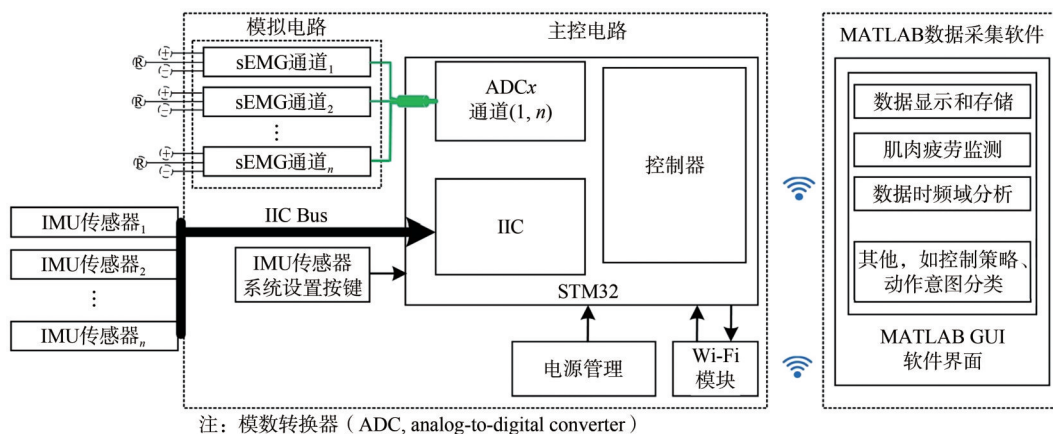 模拟电路
主控电路
MATLAB数据采集软件
sEMG通道1
sEMG通道2
⋮
sEMG通道n
R + −
R + −
R + −
ADCx
通道(1, n)
控制器
IIC
STM32
IIC Bus
IMU传感器1
IMU传感器2
⋮
IMU传感器n
IMU传感器
系统设置按键
电源管理
Wi-Fi
模块
数据显示和存储
肌肉疲劳监测
数据时频域分析
其他，如控制策略、
动作意图分类
MATLAB GUI
软件界面
注：模数转换器（ADC, analog-to-digital converter）